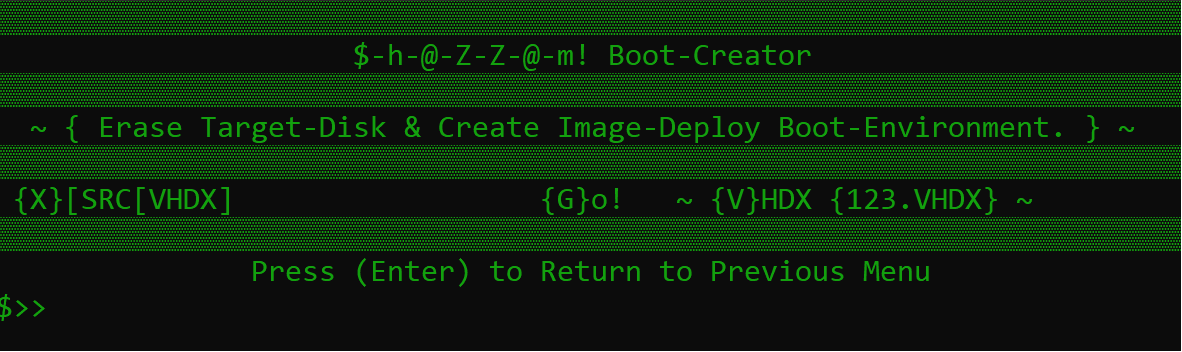 $-h-@-Z-Z-@-m! Boot-Creator
~ { Erase Target-Disk & Create Image-Deploy Boot-Environment. } ~
{X}[SRC[VHDX] {G}o! ~ {V}HDX {123.VHDX} ~
Press (Enter) to Return to Previous Menu
$>>